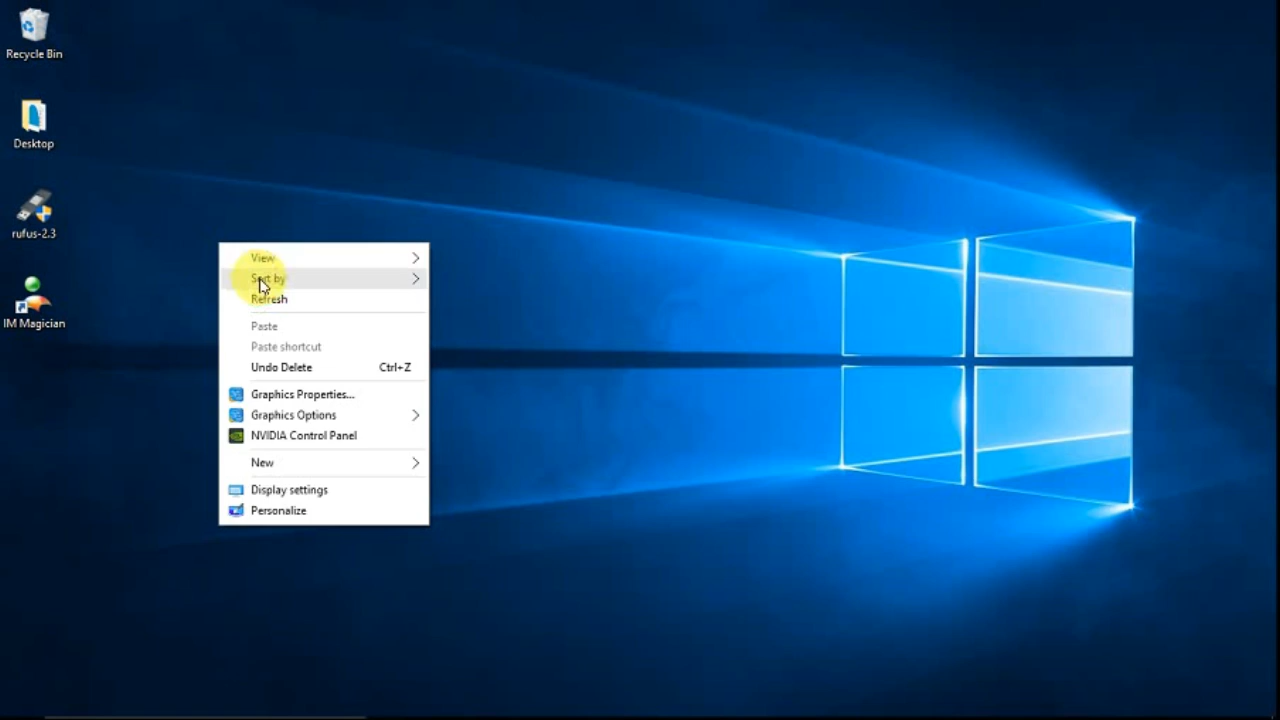 Recycle Bin
Desktop
rufus-2.3
IM Magician
View
Sort by
Refresh
Paste
Paste shortcut
Undo Delete Ctrl+Z
Graphics Properties...
Graphics Options
NVIDIA Control Panel
New
Display settings
Personalize